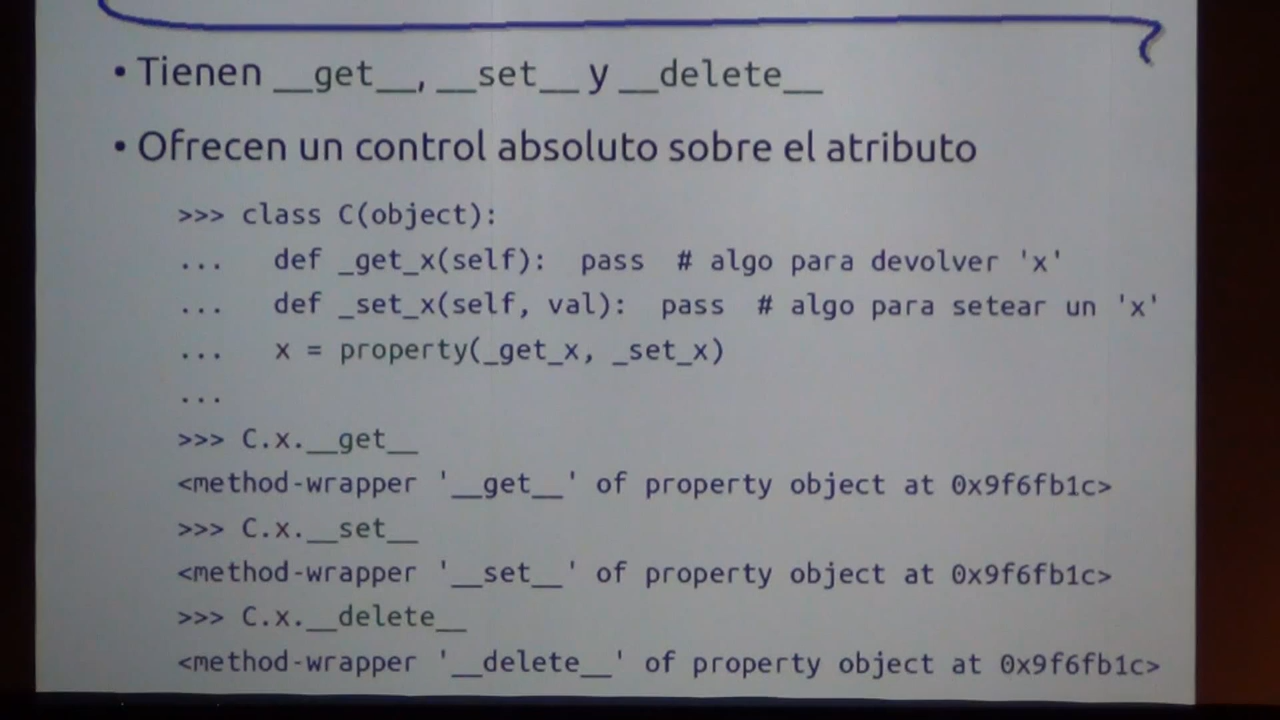 • Tienen __get__, __set__ y __delete__
• Ofrecen un control absoluto sobre el atributo
>>> class C(object):
...   def _get_x(self):  pass  # algo para devolver 'x'
...   def _set_x(self, val):  pass  # algo para setear un 'x'
...   x = property(_get_x, _set_x)
...
>>> C.x.__get__
<method-wrapper '__get__' of property object at 0x9f6fb1c>
>>> C.x.__set__
<method-wrapper '__set__' of property object at 0x9f6fb1c>
>>> C.x.__delete__
<method-wrapper '__delete__' of property object at 0x9f6fb1c>